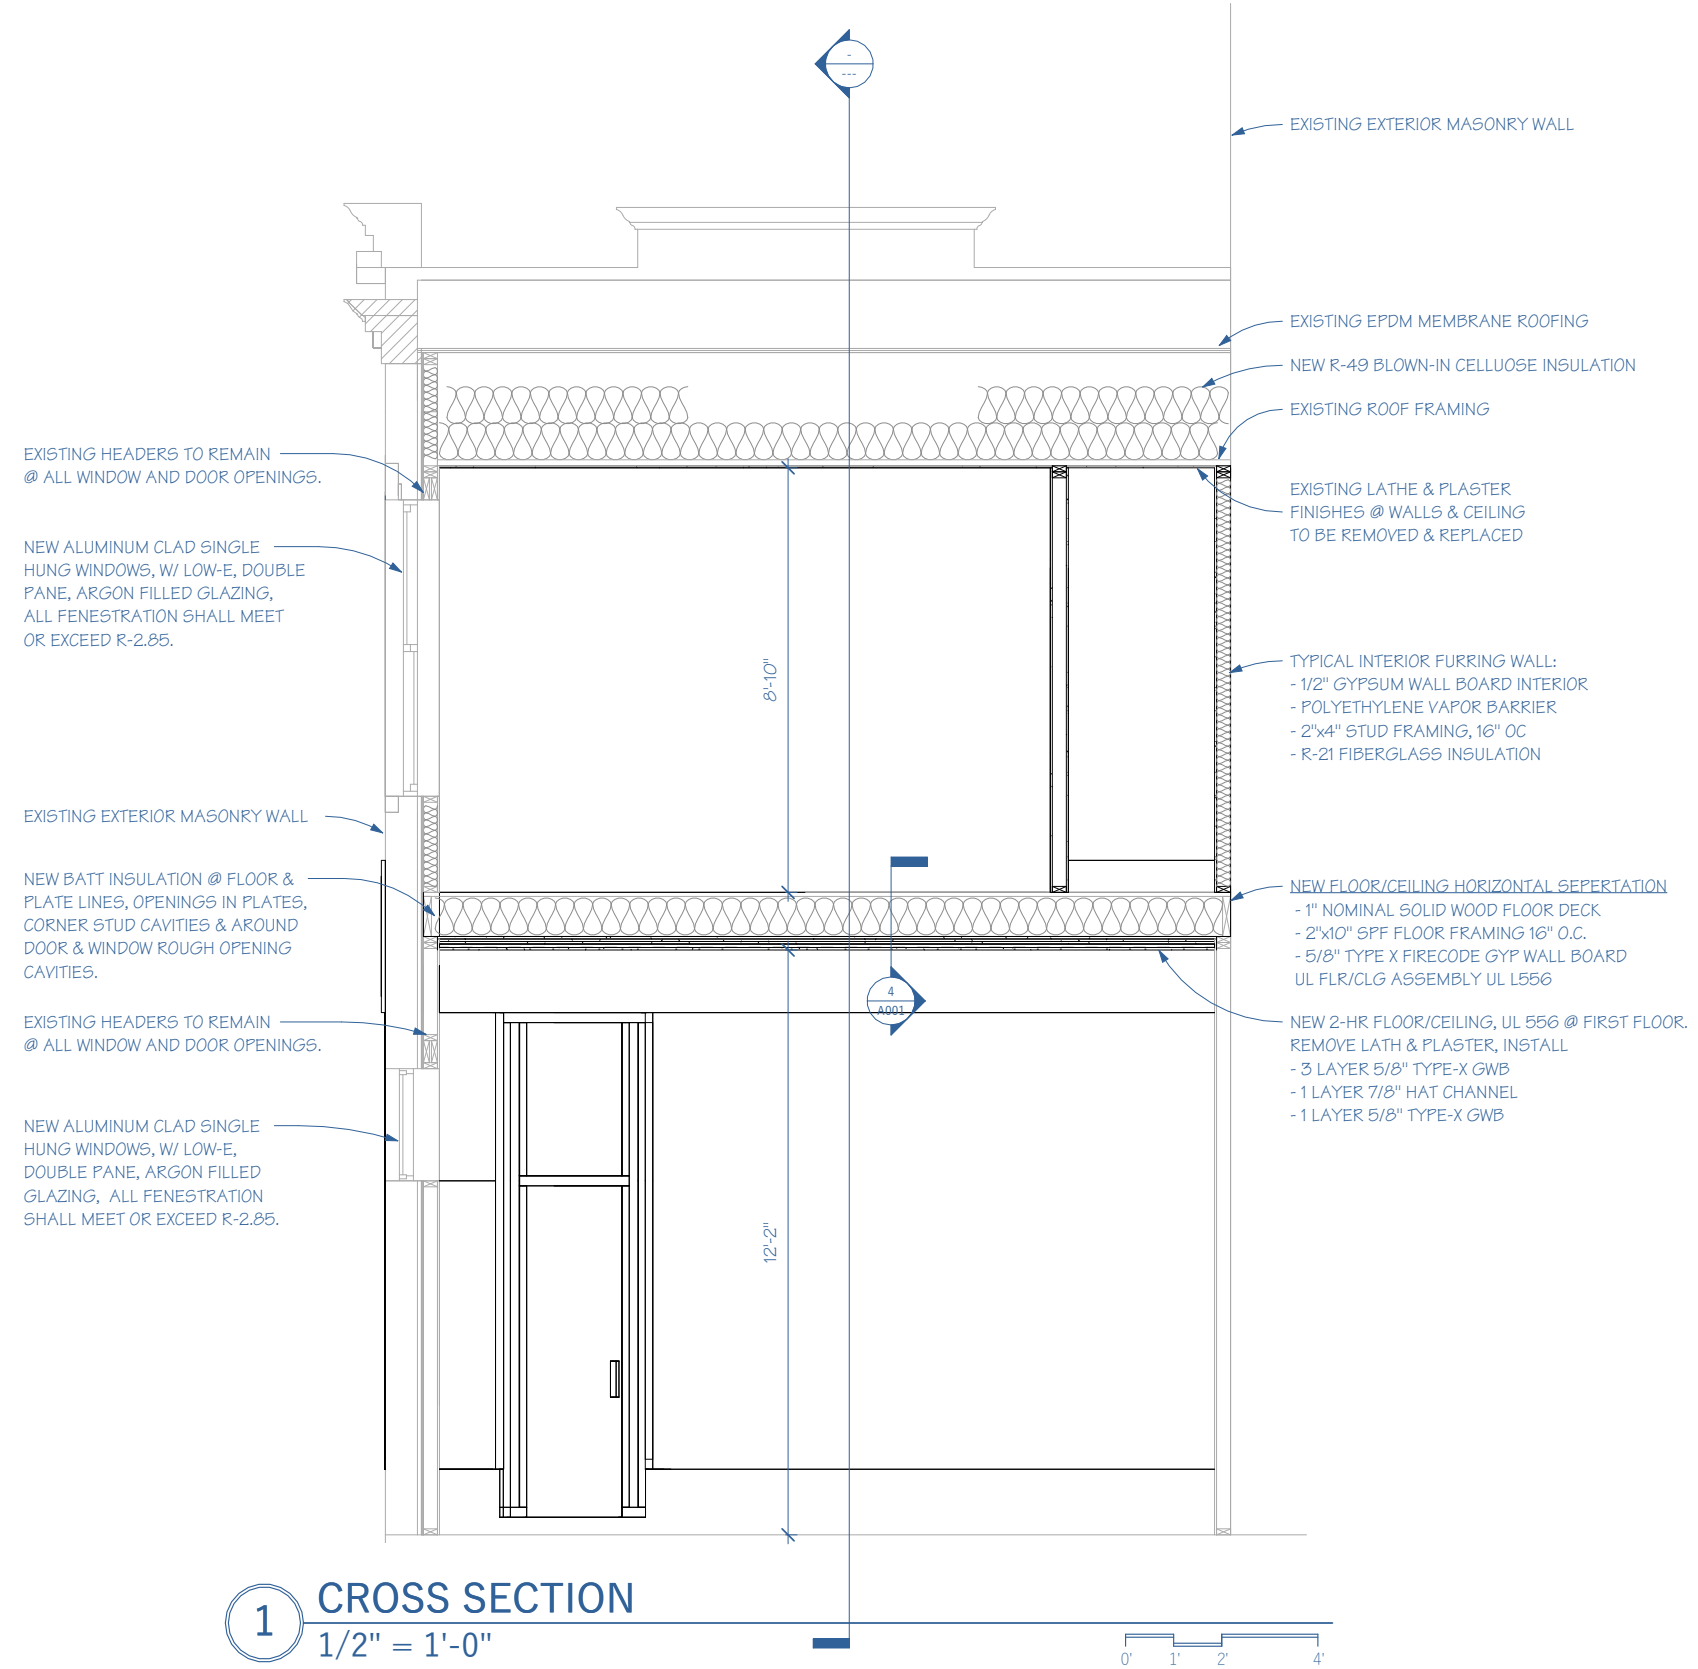 -
---
EXISTING EXTERIOR MASONRY WALL
EXISTING EPDM MEMBRANE ROOFING
NEW R-49 BLOWN-IN CELLUOSE INSULATION
EXISTING ROOF FRAMING
EXISTING HEADERS TO REMAIN
@ ALL WINDOW AND DOOR OPENINGS.
EXISTING LATHE & PLASTER
FINISHES @ WALLS & CEILING
TO BE REMOVED & REPLACED
NEW ALUMINUM CLAD SINGLE
HUNG WINDOWS, W/ LOW-E, DOUBLE
PANE, ARGON FILLED GLAZING,
ALL FENESTRATION SHALL MEET
OR EXCEED R-2.85.
8'-10"
TYPICAL INTERIOR FURRING WALL:
- 1/2" GYPSUM WALL BOARD INTERIOR
- POLYETHYLENE VAPOR BARRIER
- 2"x4" STUD FRAMING, 16" OC
- R-21 FIBERGLASS INSULATION
EXISTING EXTERIOR MASONRY WALL
NEW BATT INSULATION @ FLOOR &
PLATE LINES, OPENINGS IN PLATES,
CORNER STUD CAVITIES & AROUND
DOOR & WINDOW ROUGH OPENING
CAVITIES.
NEW FLOOR/CEILING HORIZONTAL SEPERTATION
- 1" NOMINAL SOLID WOOD FLOOR DECK
- 2"x10" SPF FLOOR FRAMING 16" O.C.
- 5/8" TYPE X FIRECODE GYP WALL BOARD
UL FLR/CLG ASSEMBLY UL L556
4
A001
EXISTING HEADERS TO REMAIN
@ ALL WINDOW AND DOOR OPENINGS.
NEW 2-HR FLOOR/CEILING, UL 556 @ FIRST FLOOR.
REMOVE LATH & PLASTER, INSTALL
- 3 LAYER 5/8" TYPE-X GWB
- 1 LAYER 7/8" HAT CHANNEL
- 1 LAYER 5/8" TYPE-X GWB
NEW ALUMINUM CLAD SINGLE
HUNG WINDOWS, W/ LOW-E,
DOUBLE PANE, ARGON FILLED
GLAZING, ALL FENESTRATION
SHALL MEET OR EXCEED R-2.85.
12'-2"
1
CROSS SECTION
1/2" = 1'-0"
0' 1' 2' 4'